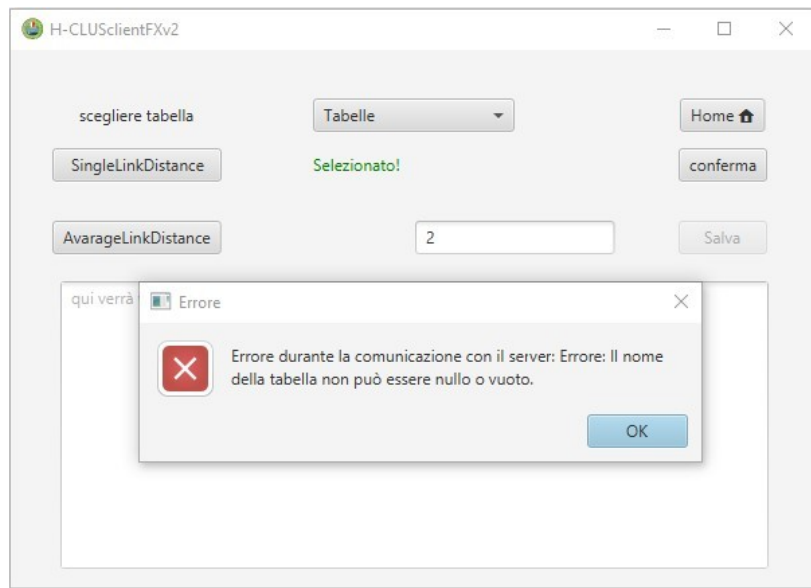 H-CLUSclientFXv2
scegliere tabella
Tabelle
Home
SingleLinkDistance
Selezionato!
conferma
AvarageLinkDistance
2
Salva
qui verrà
Errore
Errore durante la comunicazione con il server: Errore: Il nome
della tabella non può essere nullo o vuoto.
OK